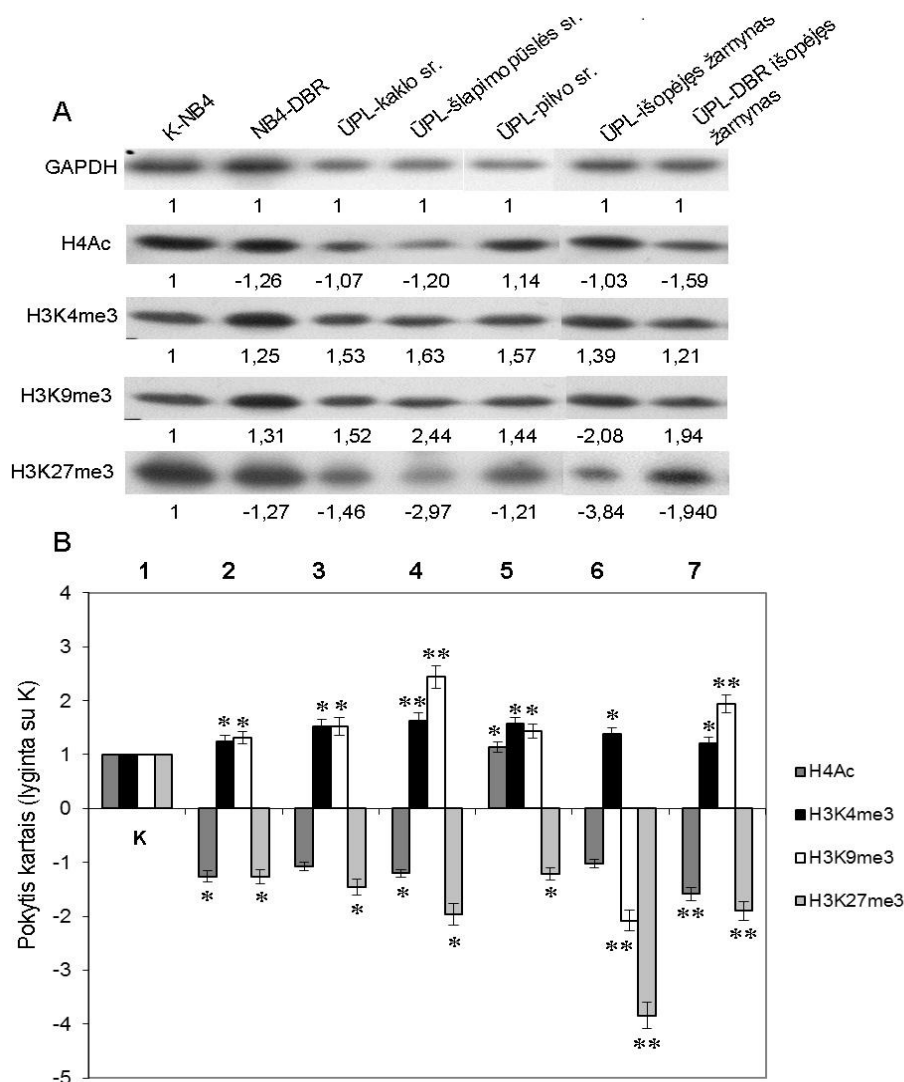 A
K-NB4
NB4-DBR
ŪPL-kaklo sr.
ŪPL-šlapimo pūslės sr.
ŪPL-pilvo sr.
ŪPL-išopėjęs žarnynas
ŪPL-DBR išopėjęs
žarnynas
GAPDH
1 1 1 1 1 1 1
H4Ac
1 -1,26 -1,07 -1,20 1,14 -1,03 -1,59
H3K4me3
1 1,25 1,53 1,63 1,57 1,39 1,21
H3K9me3
1 1,31 1,52 2,44 1,44 -2,08 1,94
H3K27me3
1 -1,27 -1,46 -2,97 -1,21 -3,84 -1,940
B
1 2 3 4 5 6 7
Pokytis kartais (lyginta su K)
4
3
2
1
0
-1
-2
-3
-4
-5
K
* * * * * ** ** * * * * * **
* * * * * ** ** ** **
H4Ac
H3K4me3
H3K9me3
H3K27me3